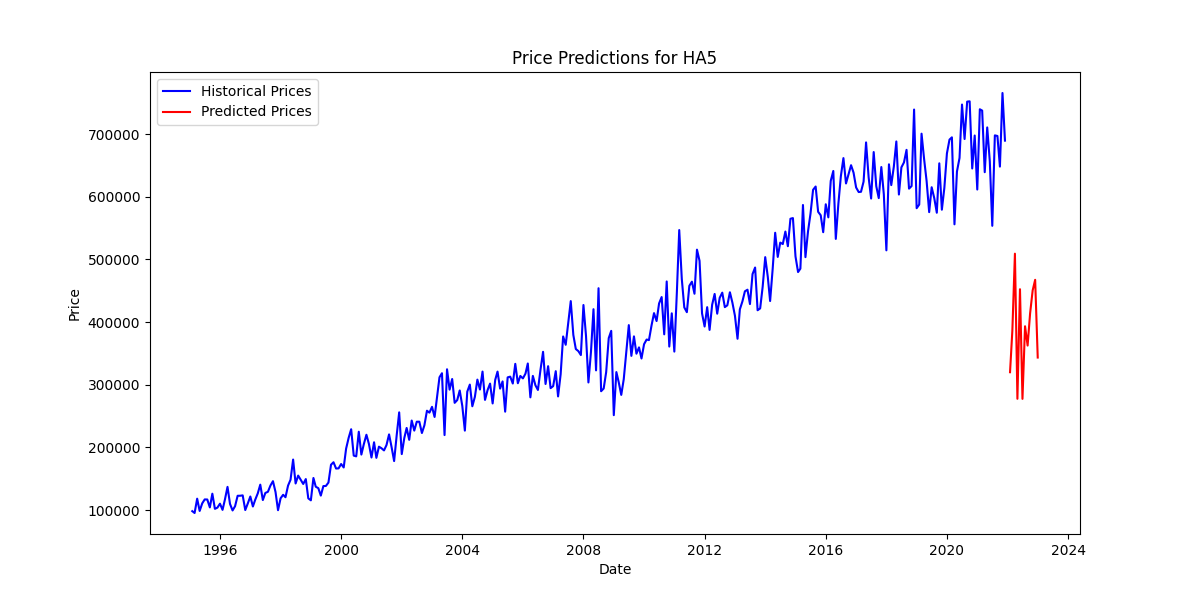 Price Predictions for HA5
Historical Prices
Predicted Prices
700000
600000
500000
400000
300000
200000
100000
Price
1996 2000 2004 2008 2012 2016 2020 2024
Date